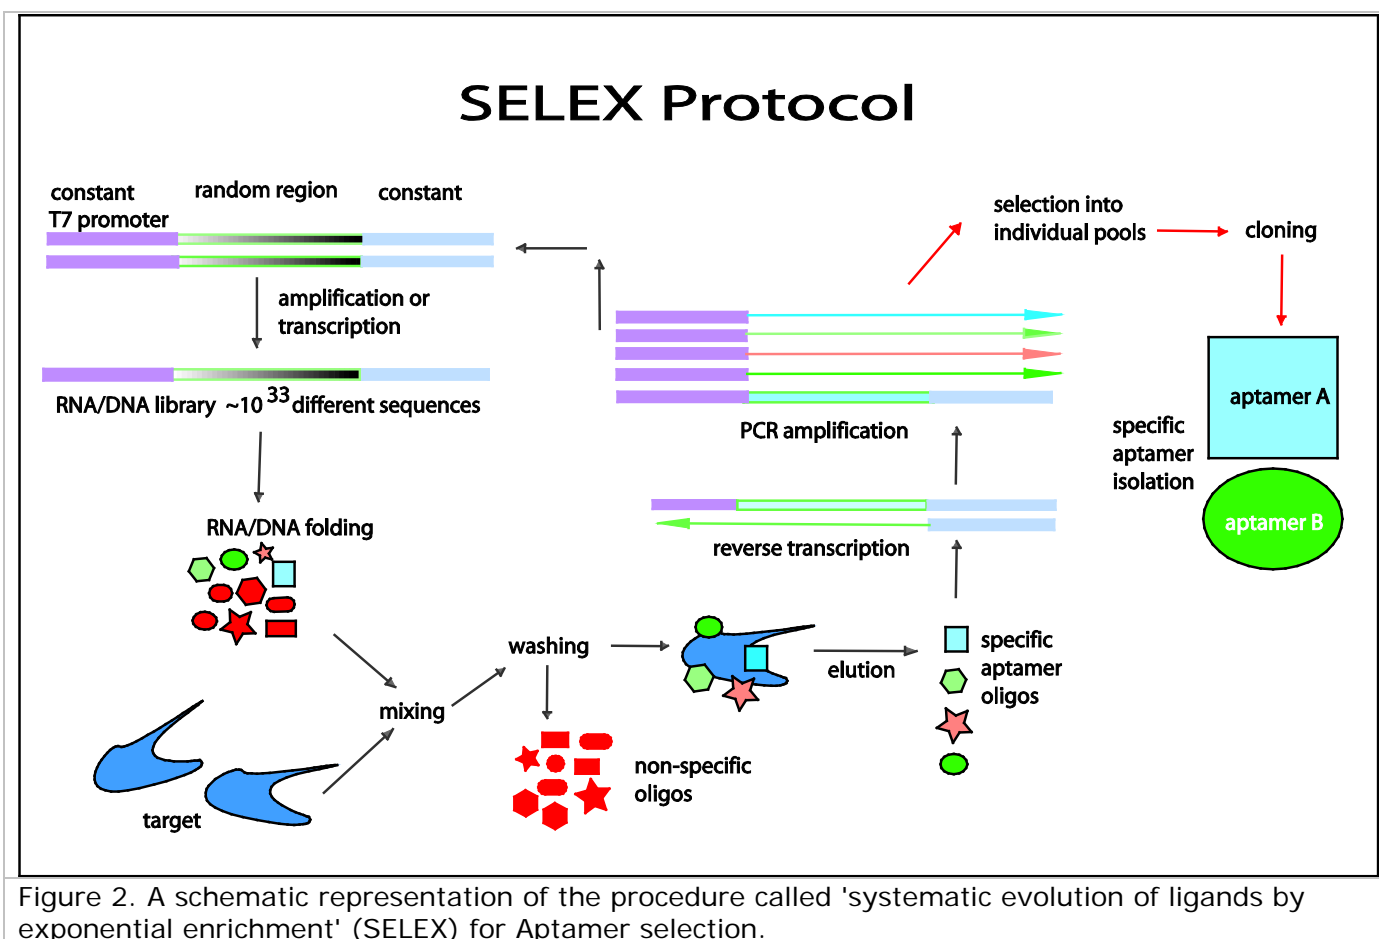 SELEX Protocol
constant
T7 promoter
random region
constant
amplification or
transcription
RNA/DNA library ~10 33 different sequences
RNA/DNA folding
target
mixing
washing
non-specific
oligos
elution
specific
aptamer
oligos
reverse transcription
PCR amplification
selection into
individual pools
cloning
specific
aptamer
isolation
aptamer A
aptamer B
Figure 2. A schematic representation of the procedure called 'systematic evolution of ligands by
exponential enrichment' (SELEX) for Aptamer selection.